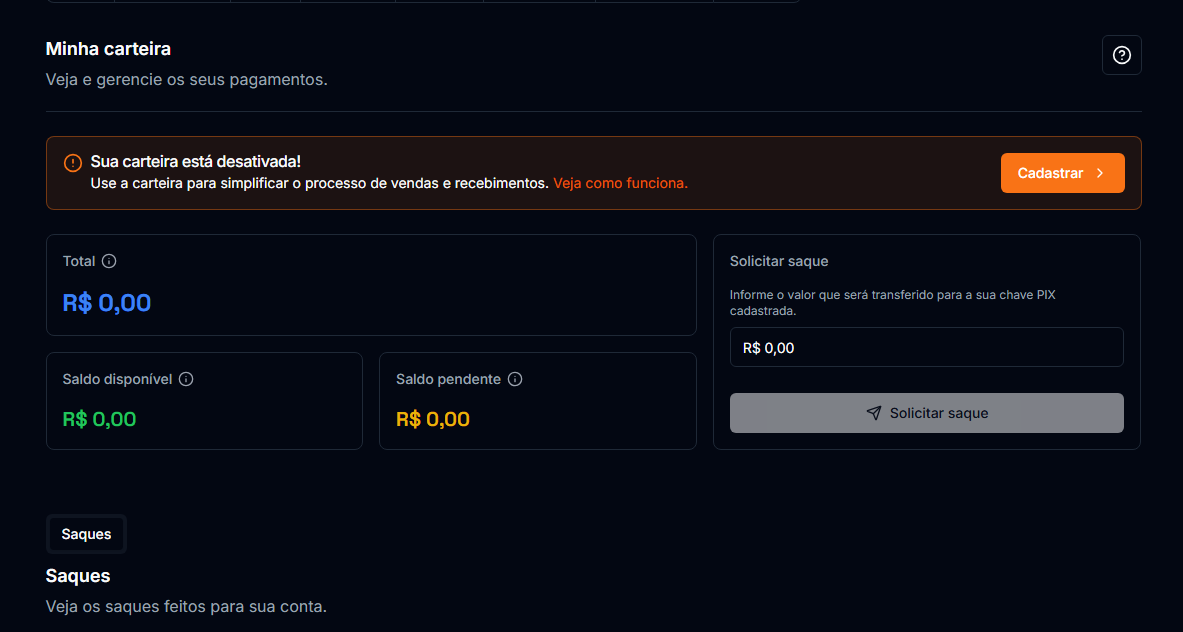 Minha carteira
Veja e gerencie os seus pagamentos.
Sua carteira está desativada!
Use a carteira para simplificar o processo de vendas e recebimentos. Veja como funciona.
Cadastrar
Total
R$ 0,00
Saldo disponível
R$ 0,00
Saldo pendente
R$ 0,00
Solicitar saque
Informe o valor que será transferido para a sua chave PIX
cadastrada.
R$ 0,00
Solicitar saque
Saques
Saques
Veja os saques feitos para sua conta.